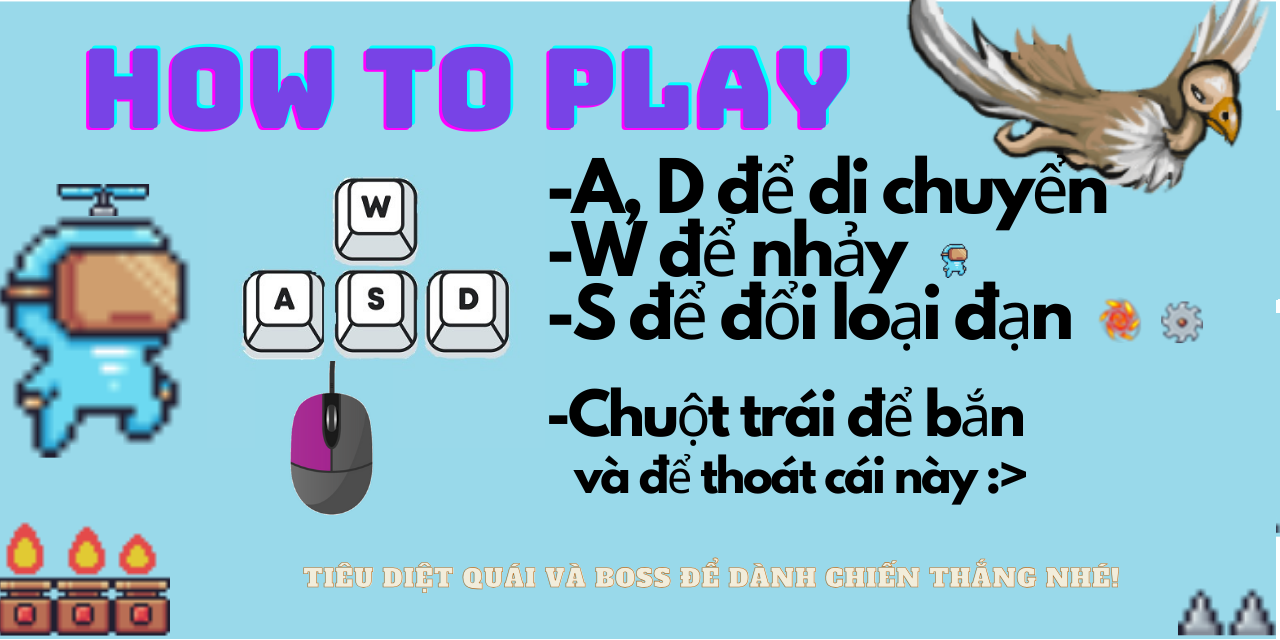 HOW TO PLAY
-A, D để di chuyển
-W để nhảy
-S để đổi loại đạn
W
A S D
-Chuột trái để bắn
và để thoát cái này :>
TIÊU DIỆT QUÁI VÀ BOSS ĐỂ DÀNH CHIẾN THẮNG NHÉ!